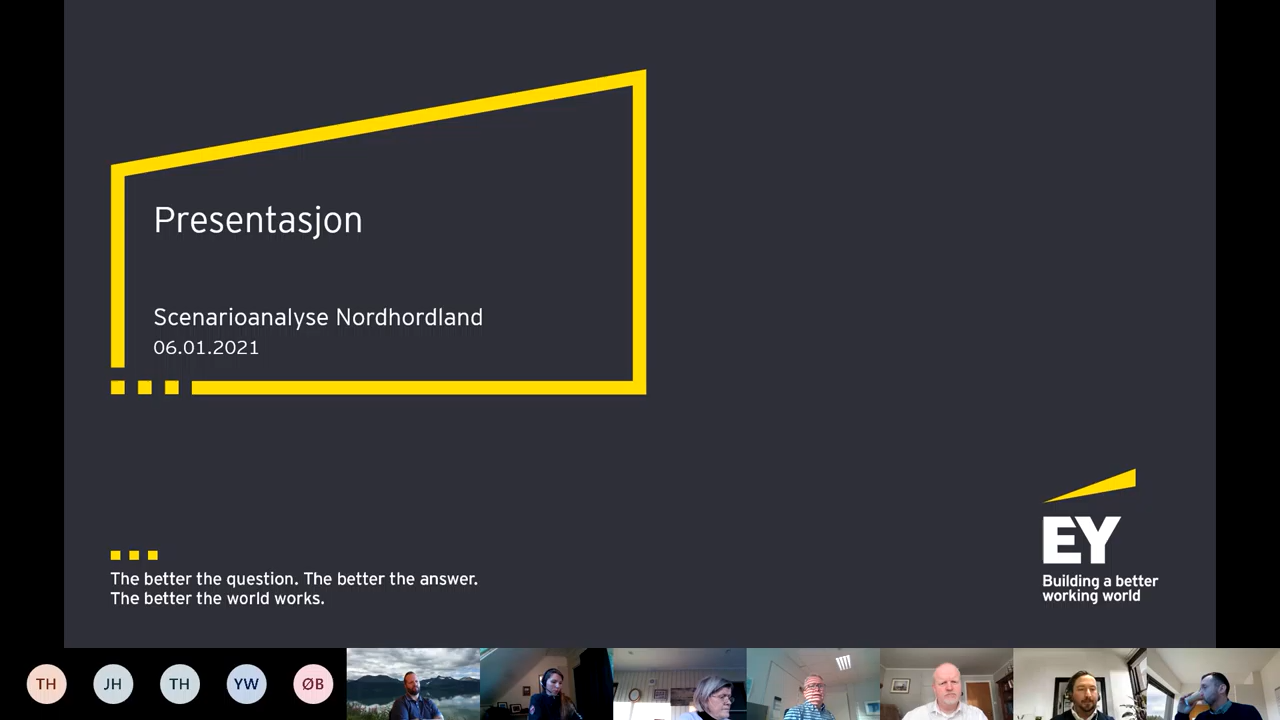 Presentasjon
Scenarioanalyse Nordhordland
06.01.2021
The better the question. The better the answer.
The better the world works.
EY
Building a better
working world
TH
JH
TH
YW
ØB